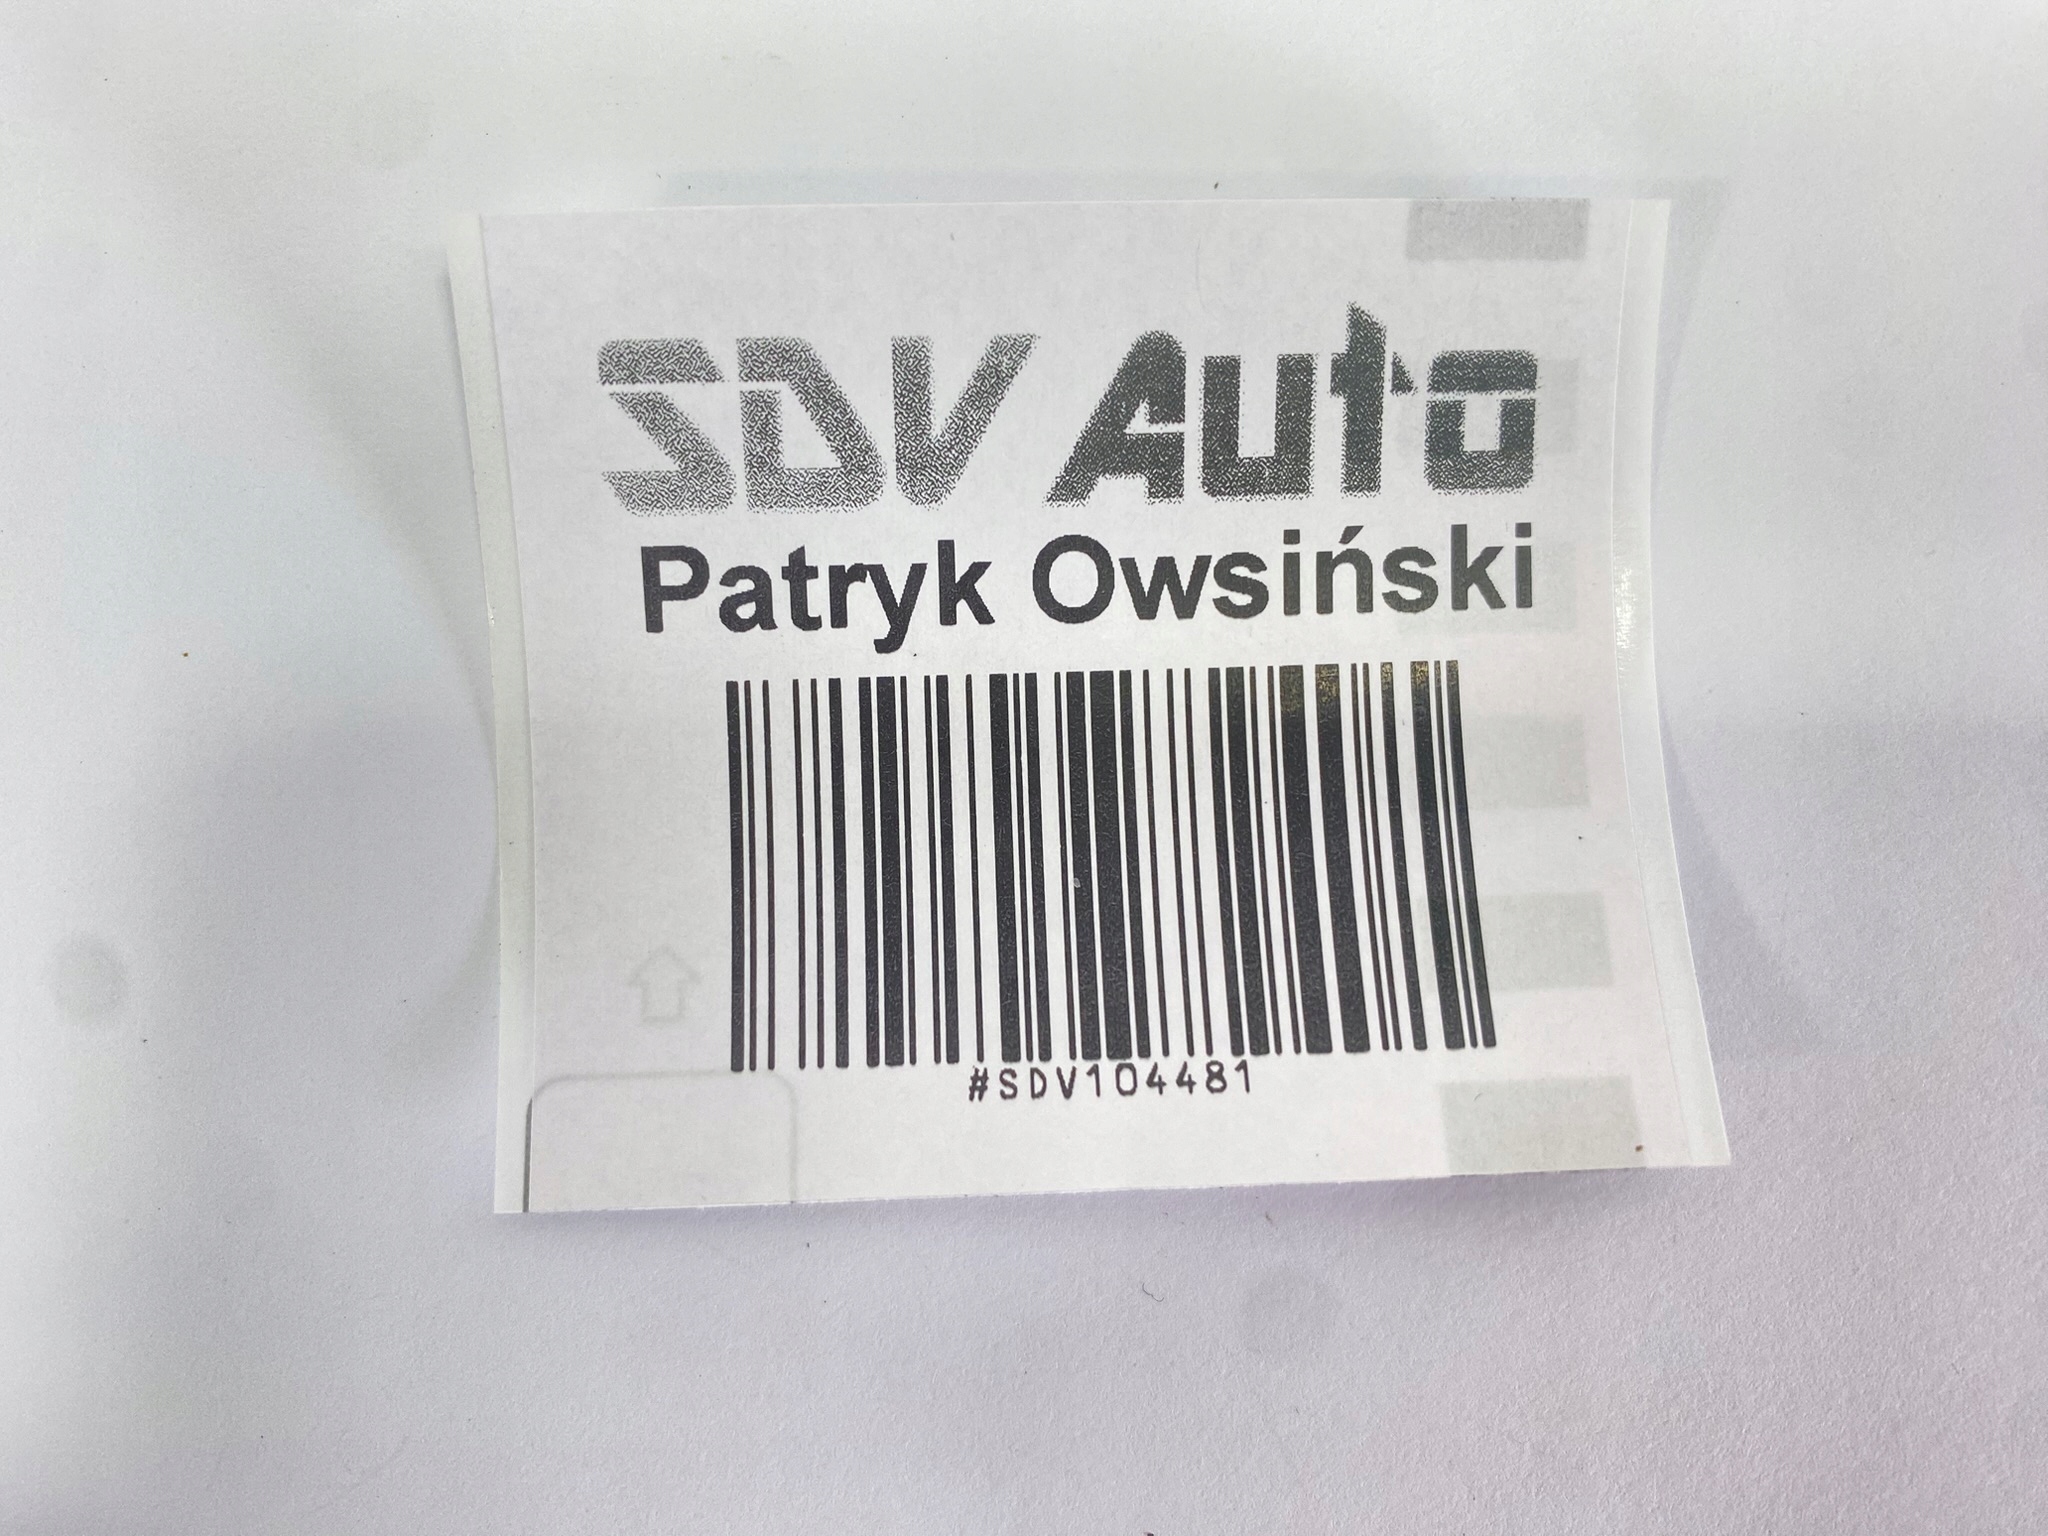 SDV Auto
Patryk Owsiński
#SDV104481